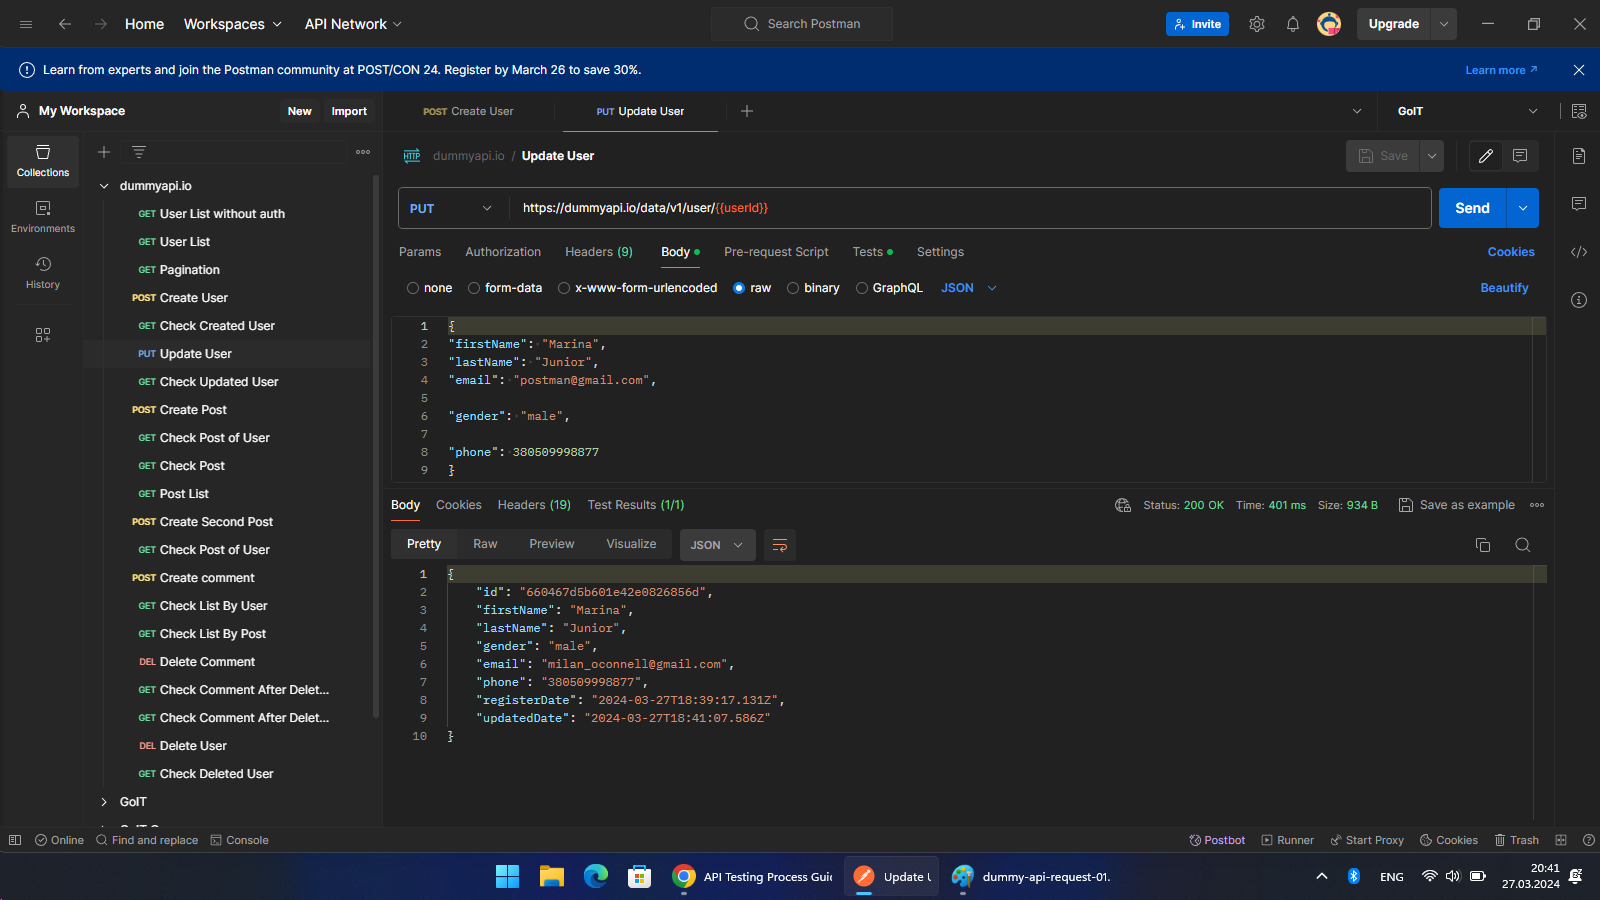 Home Workspaces API Network Search Postman Invite Upgrade
Learn from experts and join the Postman community at POST/CON 24. Register by March 26 to save 30%. Learn more
My Workspace New Import
POST Create User PUT Update User GoIT
Collections
Environments
History
dummyapi.io
GET User List without auth
GET User List
GET Pagination
POST Create User
GET Check Created User
PUT Update User
GET Check Updated User
POST Create Post
GET Check Post of User
GET Check Post
GET Post List
POST Create Second Post
GET Check Post of User
POST Create comment
GET Check List By User
GET Check List By Post
DEL Delete Comment
GET Check Comment After Delet...
GET Check Comment After Delet...
DEL Delete User
GET Check Deleted User
GoIT
HTTP dummyapi.io / Update User Save
PUT https://dummyapi.io/data/v1/user/{{userId}} Send
Params Authorization Headers (9) Body Pre-request Script Tests Settings Cookies
none form-data x-www-form-urlencoded raw binary GraphQL JSON Beautify
1 {
2 "firstName": "Marina",
3 "lastName": "Junior",
4 "email": "postman@gmail.com",
5
6 "gender": "male",
7
8 "phone": 380509998877
9 }
Body Cookies Headers (19) Test Results (1/1) Status: 200 OK Time: 401 ms Size: 934 B Save as example
Pretty Raw Preview Visualize JSON
1 {
2 "id": "660467d5b601e42e0826856d",
3 "firstName": "Marina",
4 "lastName": "Junior",
5 "gender": "male",
6 "email": "milan_oconnell@gmail.com",
7 "phone": "380509998877",
8 "registerDate": "2024-03-27T18:39:17.131Z",
9 "updatedDate": "2024-03-27T18:41:07.586Z"
10 }
Online Find and replace Console Postbot Runner Start Proxy Cookies Trash
API Testing Process Guid Update U dummy-api-request-01. ENG 20:41
27.03.2024